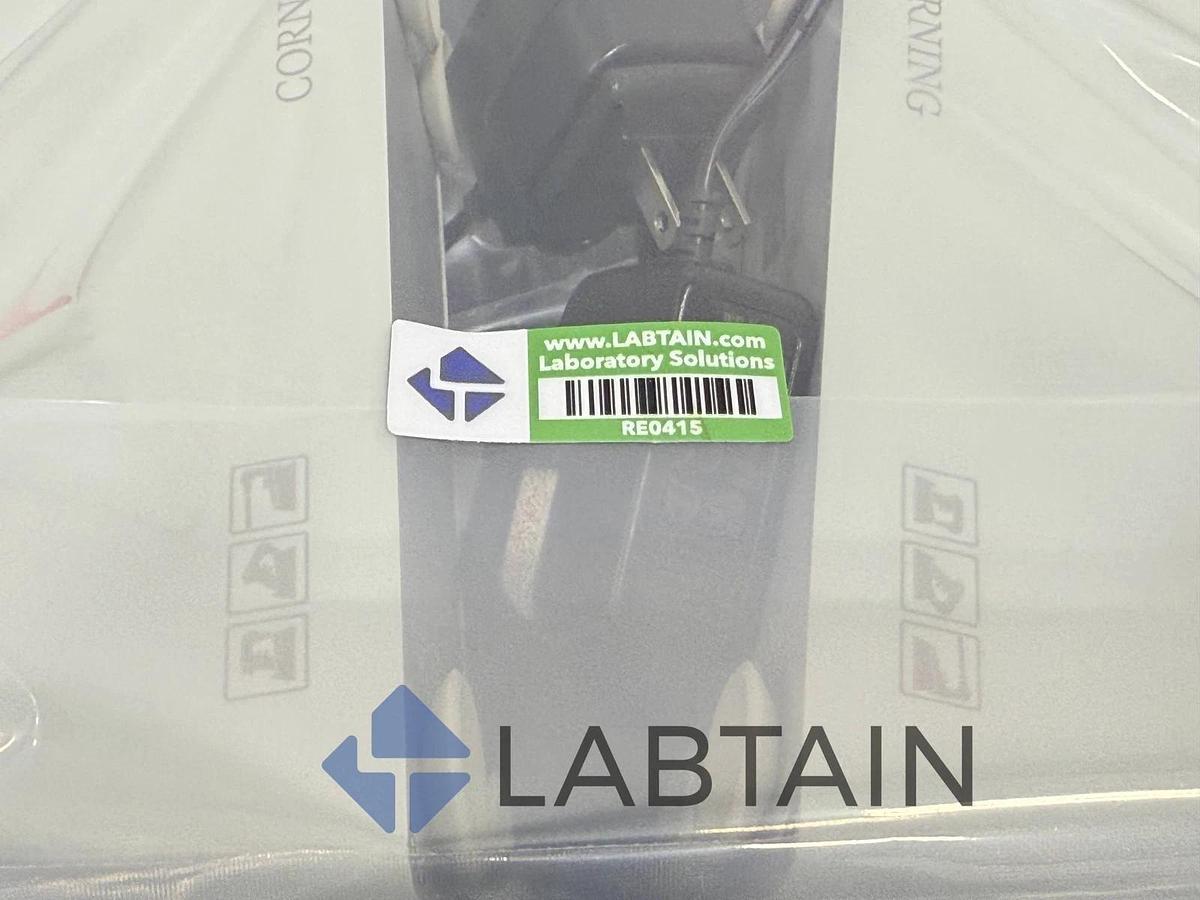 CORN
RNING
www.LABTAIN.com
Laboratory Solutions
RE0415
LABTAIN